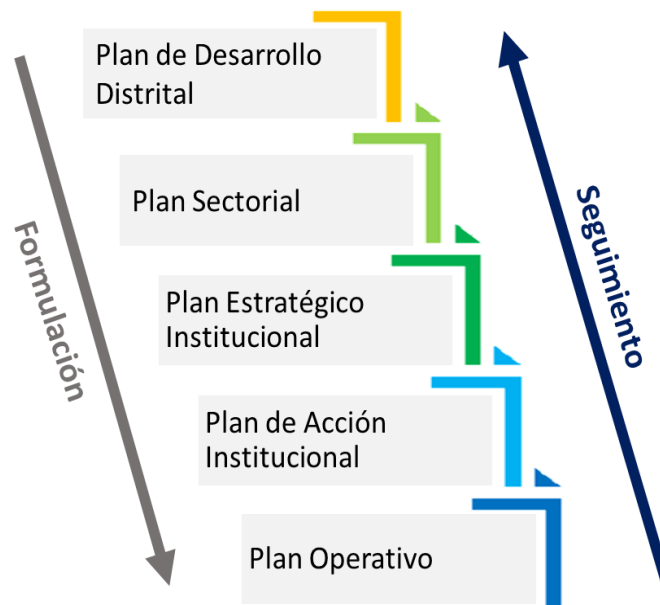 Plan de Desarrollo
Distrital
Plan Sectorial
Plan Estratégico
Institucional
Plan de Acción
Institucional
Plan Operativo
Formulación
Seguimiento